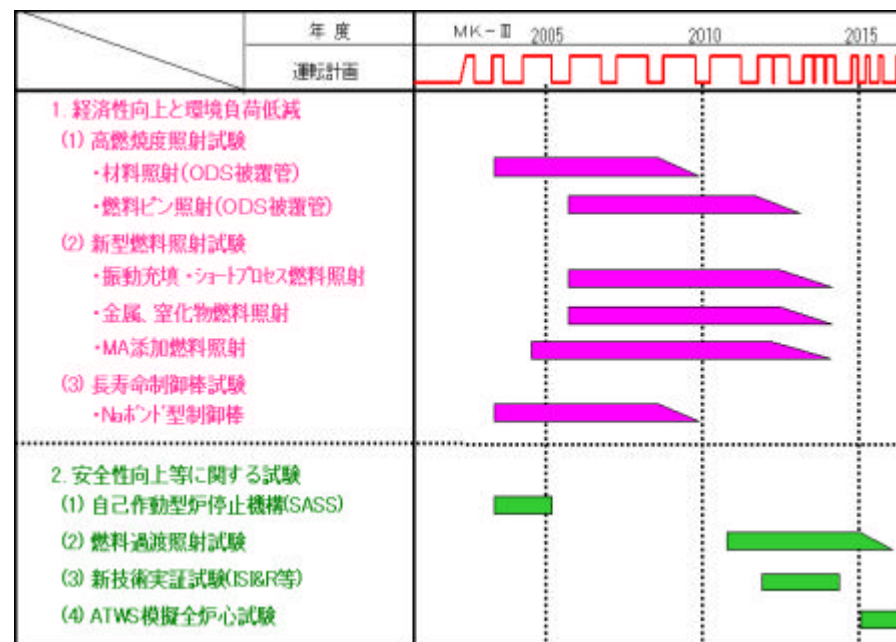 年 度
MK-Ⅲ 2005 2010 2015
運転計画
1. 経済性向上と環境負荷低減
(1) 高燃焼度照射試験
・材料照射(ODS被覆管)
・燃料ピン照射(ODS被覆管)
(2) 新型燃料照射試験
・振動充填・ショートプロセス燃料照射
・金属、窒化物燃料照射
・MA添加燃料照射
(3) 長寿命制御棒試験
・Naボンド型制御棒
2. 安全性向上等に関する試験
(1) 自己作動型炉停止機構(SASS)
(2) 燃料過渡照射試験
(3) 新技術実証試験(ISI&R等)
(4) ATWS模擬全炉心試験